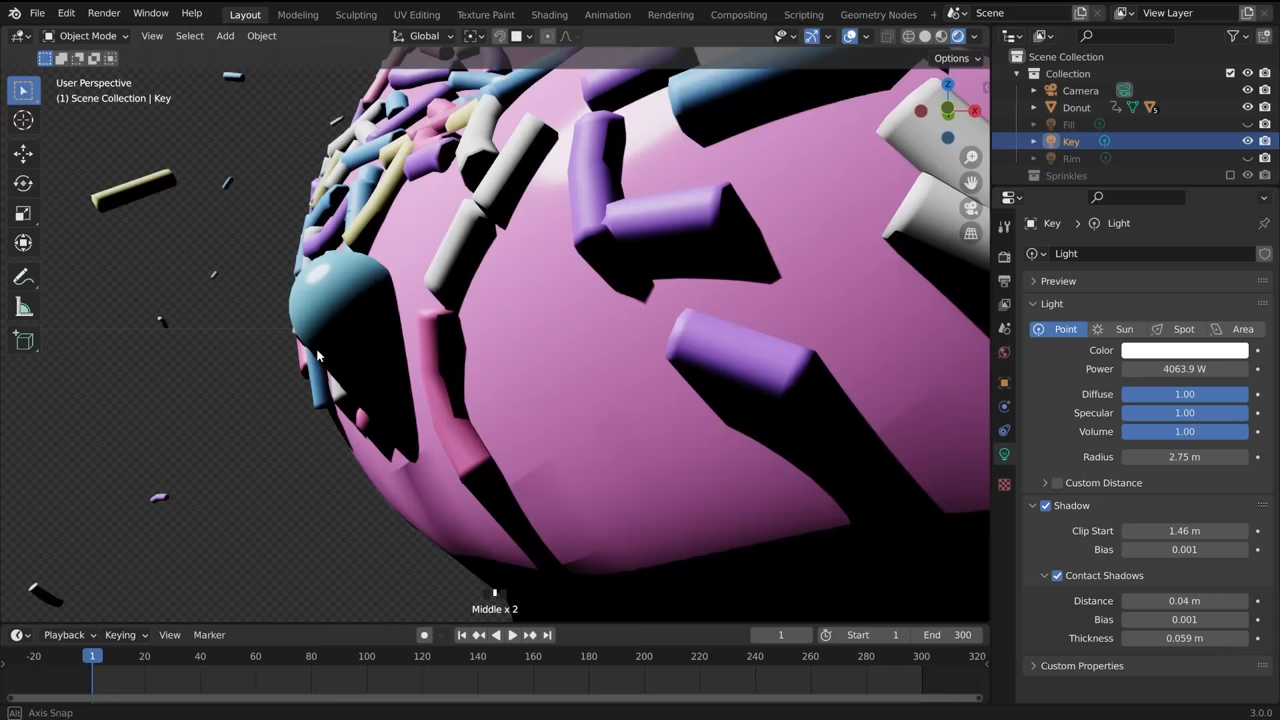 File Edit Render Window Help Layout Modeling Sculpting UV Editing Texture Paint Shading Animation Rendering Compositing Scripting Geometry Nodes + Scene View Layer
Object Mode View Select Add Object Global
Options
User Perspective
(1) Scene Collection | Key
Z
X
Scene Collection
Collection
Camera
Donut 5
Fill
Key
Rim
Sprinkles
Key > Light
Light
Preview
Light
Point Sun Spot Area
Color
Power 4063.9 W
Diffuse 1.00
Specular 1.00
Volume 1.00
Radius 2.75 m
Custom Distance
Shadow
Clip Start 1.46 m
Bias 0.001
Contact Shadows
Distance 0.04 m
Bias 0.001
Thickness 0.059 m
Custom Properties
Middle x 2
Playback Keying View Marker 1 Start 1 End 300
-20 1 20 40 60 80 100 120 140 160 180 200 220 240 260 280 300 320
Alt Axis Snap 3.0.0